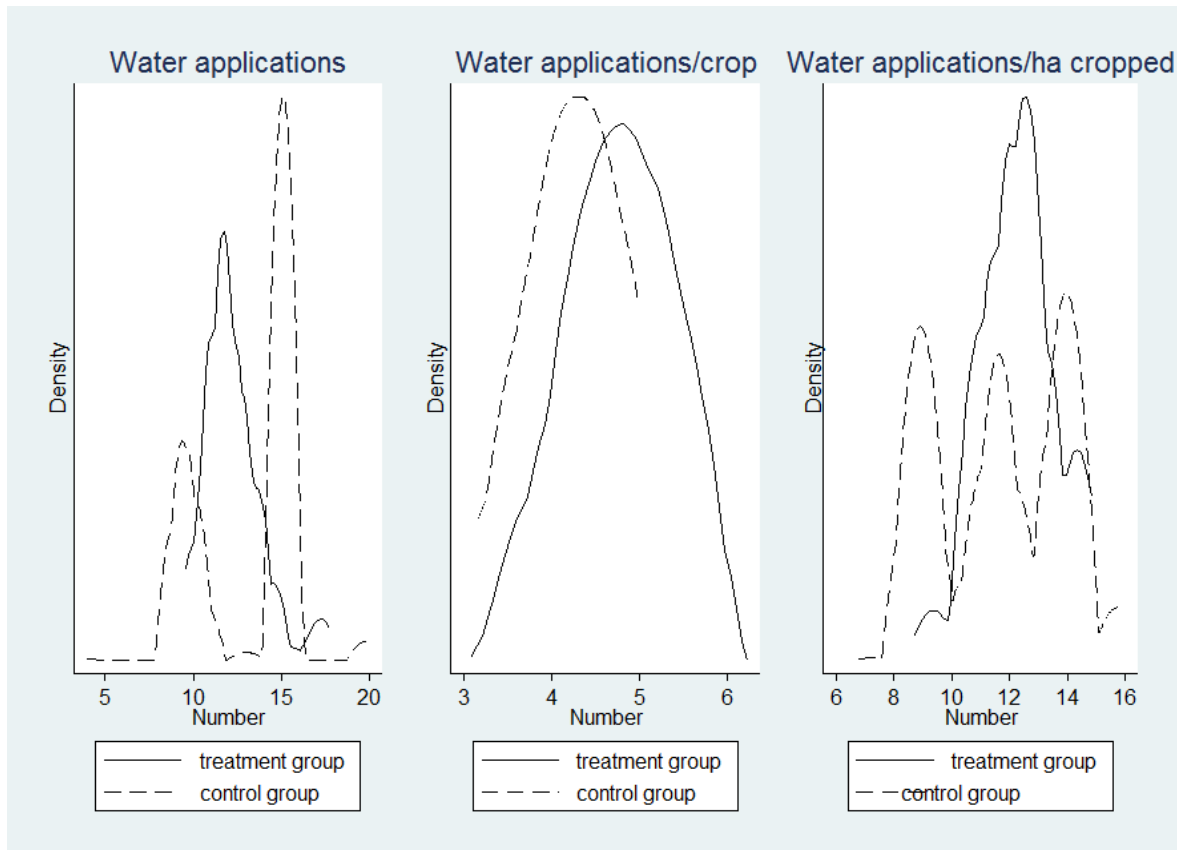 Water applications
Density
5 10 15 20
Number
treatment group
control group
Water applications/crop
Density
3 4 5 6
Number
treatment group
control group
Water applications/ha cropped
Density
6 8 10 12 14 16
Number
treatment group
control group